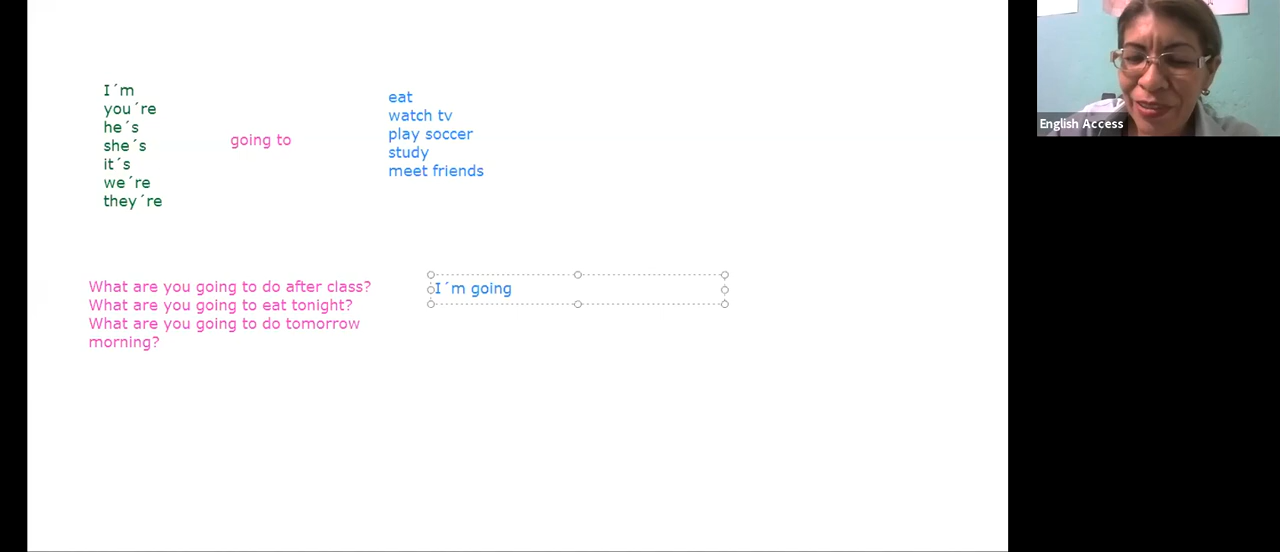 I´m
you´re
he´s
she´s
it´s
we´re
they´re
going to
eat
watch tv
play soccer
study
meet friends
What are you going to do after class?
What are you going to eat tonight?
What are you going to do tomorrow
morning?
I´m going
English Access